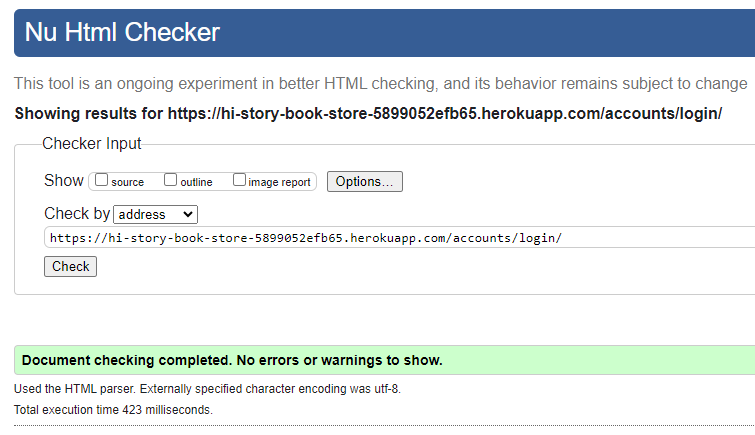 Nu Html Checker
This tool is an ongoing experiment in better HTML checking, and its behavior remains subject to change
Showing results for https://hi-story-book-store-5899052efb65.herokuapp.com/accounts/login/
Checker Input
Show source outline image report Options...
Check by address
https://hi-story-book-store-5899052efb65.herokuapp.com/accounts/login/
Check
Document checking completed. No errors or warnings to show.
Used the HTML parser. Externally specified character encoding was utf-8.
Total execution time 423 milliseconds.